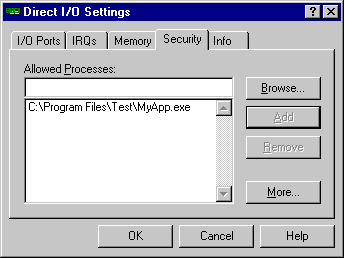 Direct I/O Settings
I/O Ports IRQs Memory Security Info
Allowed Processes:
Browse...
C:\Program Files\Test\MyApp.exe
Add
Remove
More...
OK Cancel Help